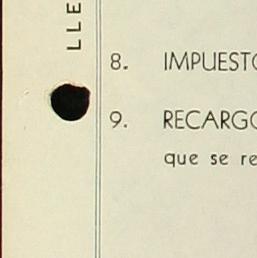 LLE
8. IMPUESTO
9. RECARGO
que se re